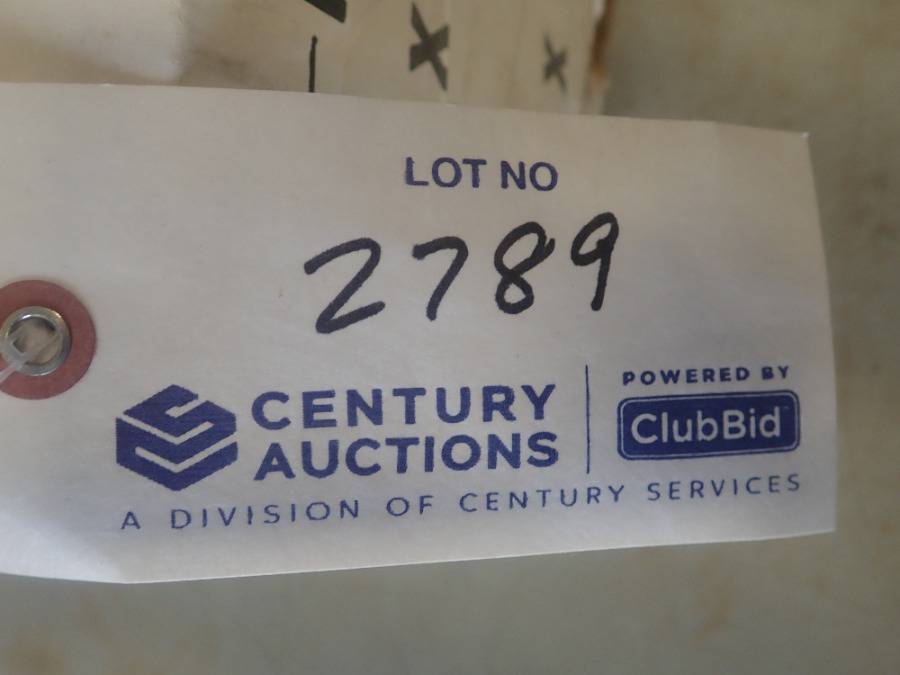 LOT NO
2789
CENTURY
AUCTIONS
POWERED BY
ClubBid
A DIVISION OF CENTURY SERVICES